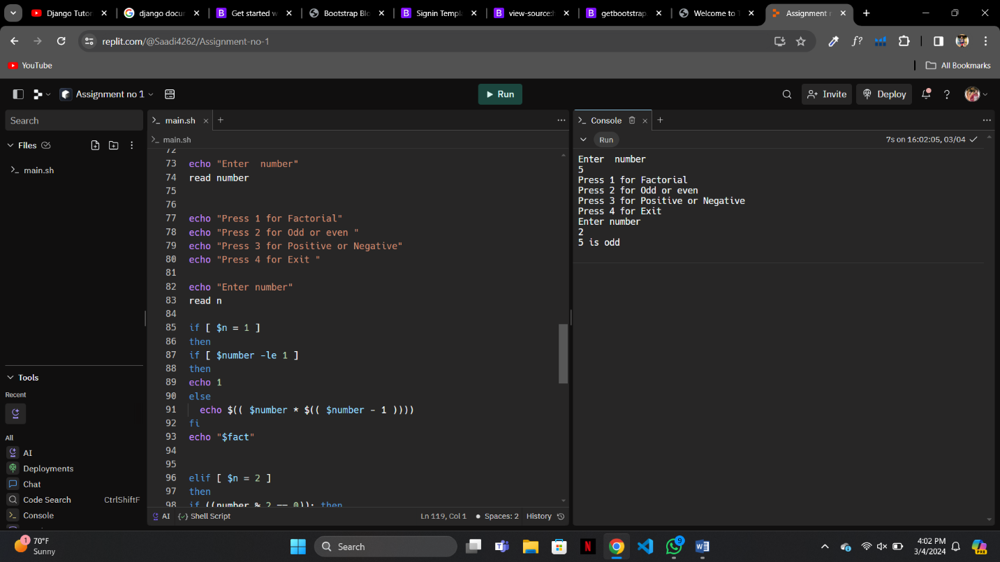 Django Tutor
django docu
Get started w
Bootstrap Blo
Signin Templa
view-source:h
getbootstrap.
Welcome to T
Assignment n
replit.com/@Saadi4262/Assignment-no-1
YouTube
All Bookmarks
Assignment no 1
Run
Invite
Deploy
Search
Files
main.sh
Tools
Recent
All
AI
Deployments
Chat
Code Search CtrlShiftF
Console
main.sh
main.sh
72
73 echo "Enter  number"
74 read number
75
76
77 echo "Press 1 for Factorial"
78 echo "Press 2 for Odd or even "
79 echo "Press 3 for Positive or Negative"
80 echo "Press 4 for Exit "
81
82 echo "Enter number"
83 read n
84
85 if [ $n = 1 ]
86 then
87 if [ $number -le 1 ]
88 then
89 echo 1
90 else
91   echo $(( $number * $(( $number - 1 ))))
92 fi
93 echo "$fact"
94
95
96 elif [ $n = 2 ]
97 then
98 if ((number % 2 == 0)); then
AI
Shell Script
Ln 119, Col 1
Spaces: 2
History
Console
Run
7s on 16:02:05, 03/04
Enter  number
5
Press 1 for Factorial
Press 2 for Odd or even
Press 3 for Positive or Negative
Press 4 for Exit
Enter number
2
5 is odd
1
70°F
Sunny
Search
9
4:02 PM
3/4/2024
PRE